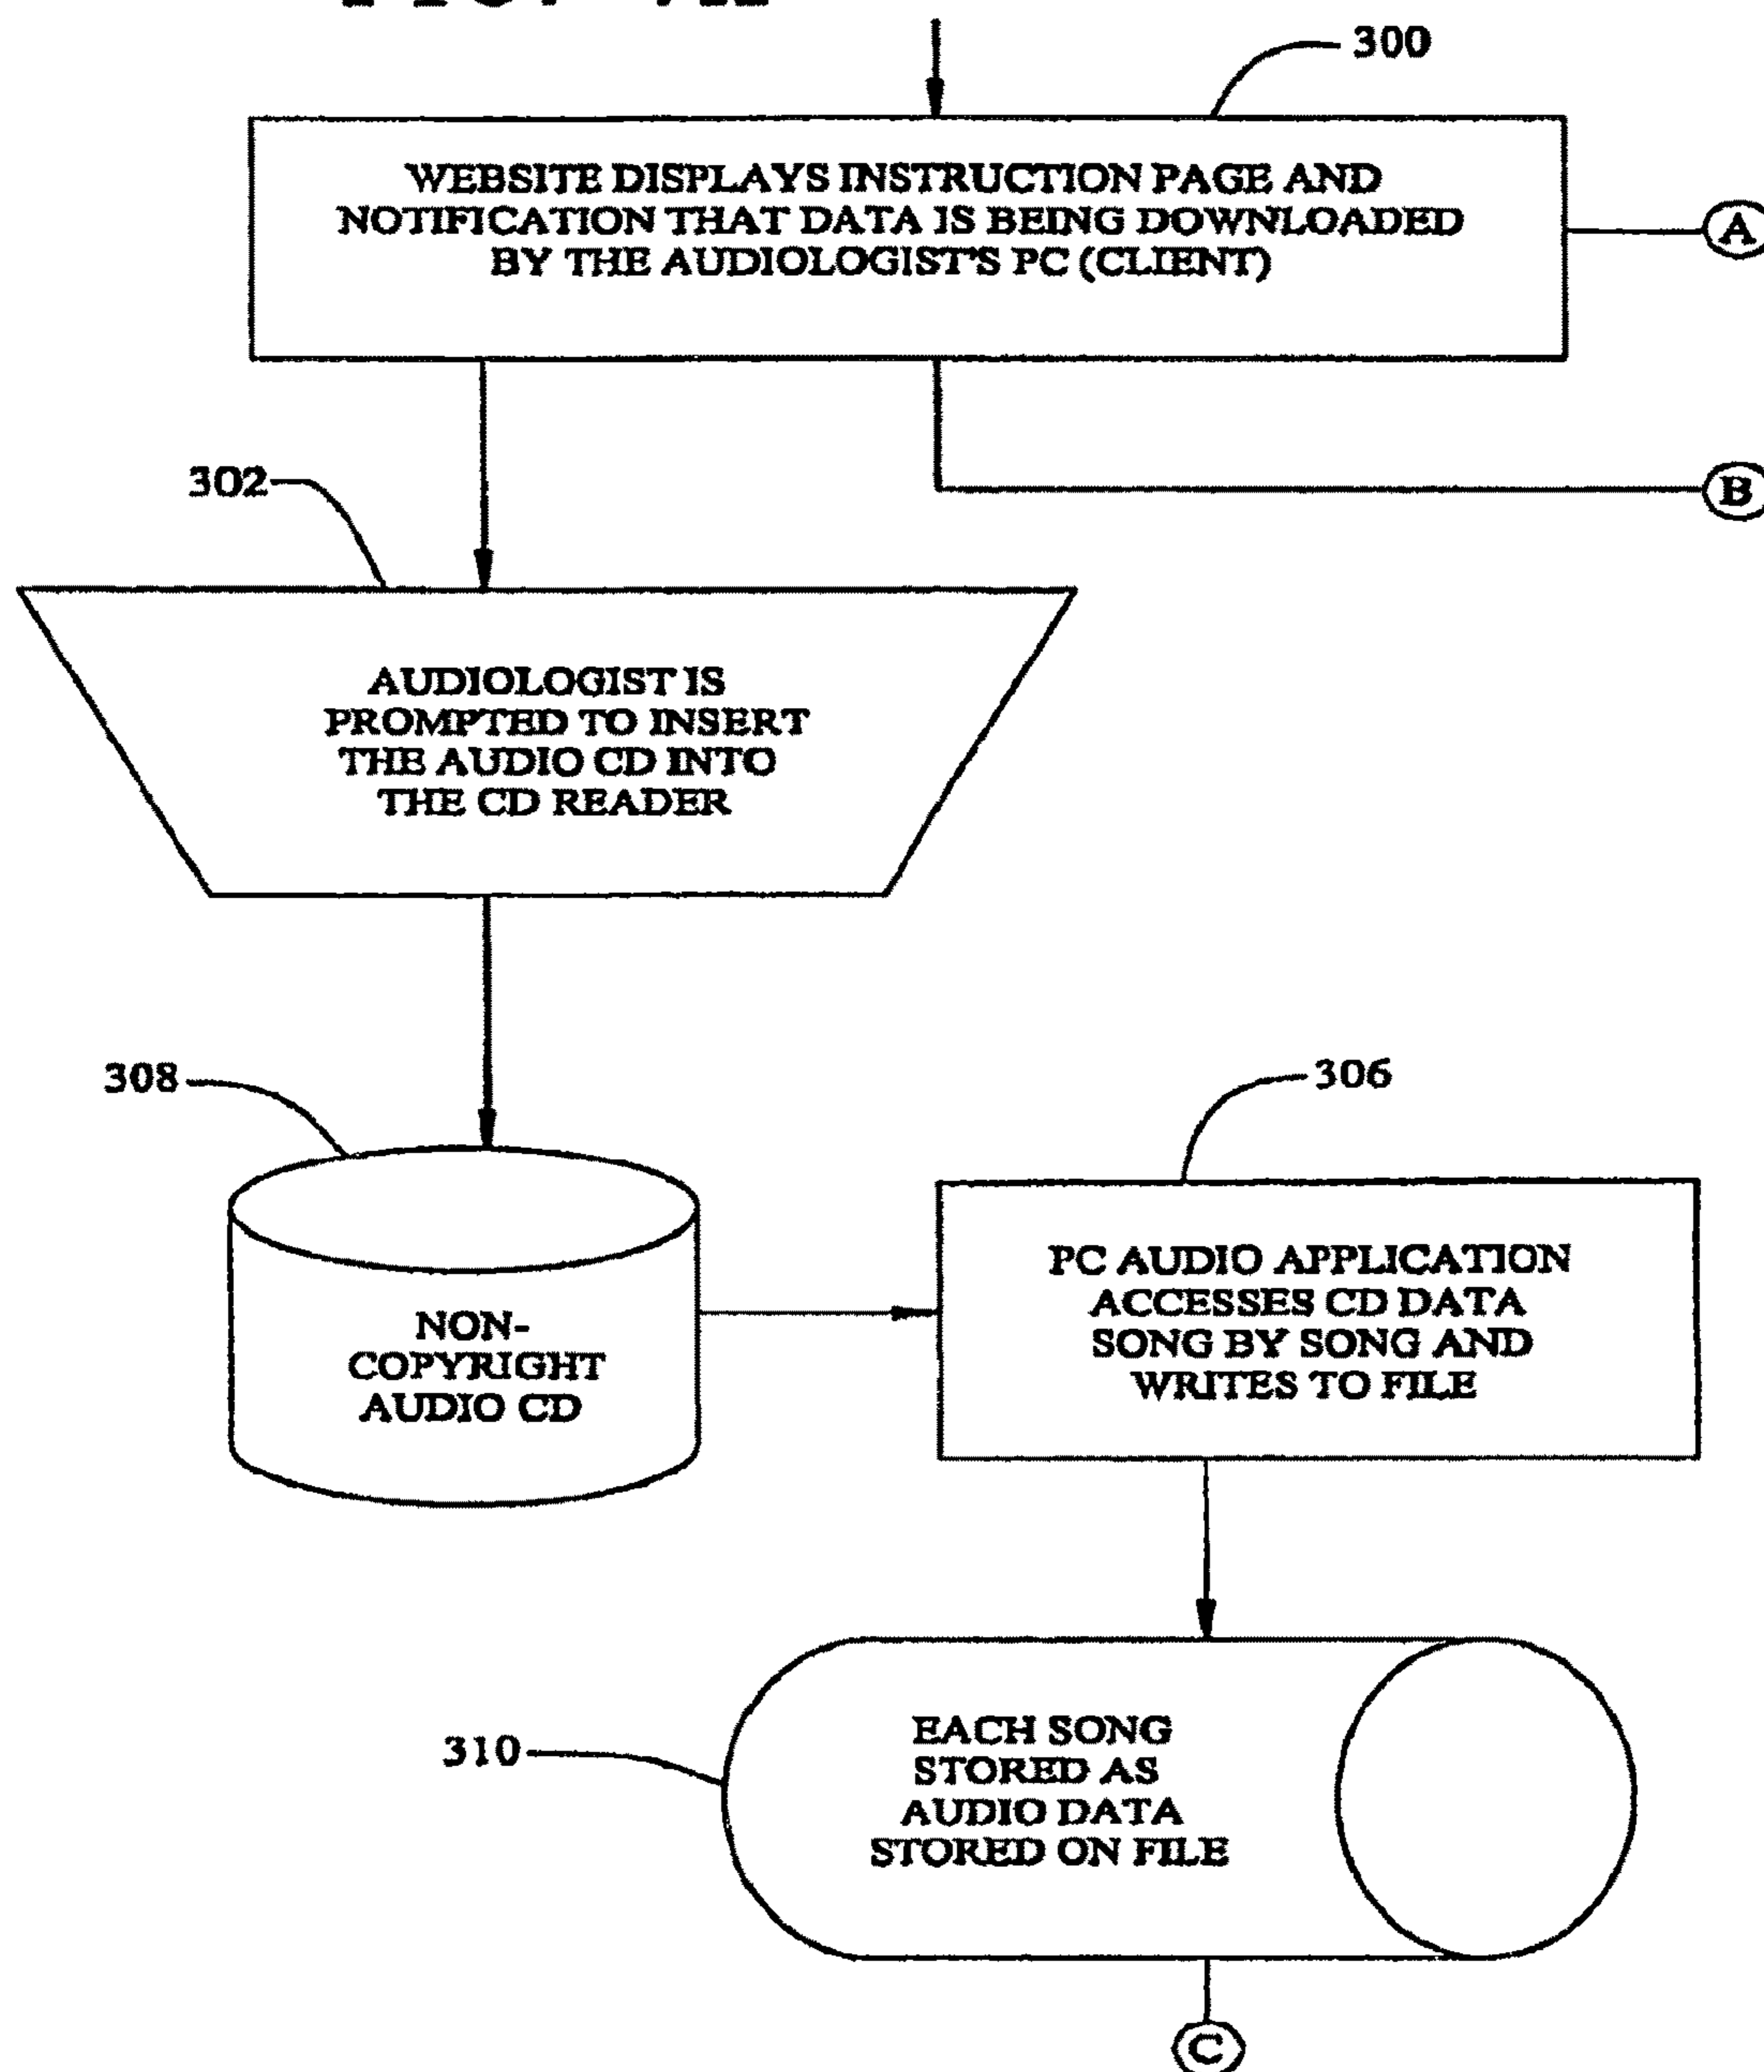 300
WEBSITE DISPLAYS INSTRUCTION PAGE AND
NOTIFICATION THAT DATA IS BEING DOWNLOADED
BY THE AUDIOLOGIST'S PC (CLIENT)
A
B
302
AUDIOLOGIST IS
PROMPTED TO INSERT
THE AUDIO CD INTO
THE CD READER
308
NON-
COPYRIGHT
AUDIO CD
306
PC AUDIO APPLICATION
ACCESSES CD DATA
SONG BY SONG AND
WRITES TO FILE
310
EACH SONG
STORED AS
AUDIO DATA
STORED ON FILE
C